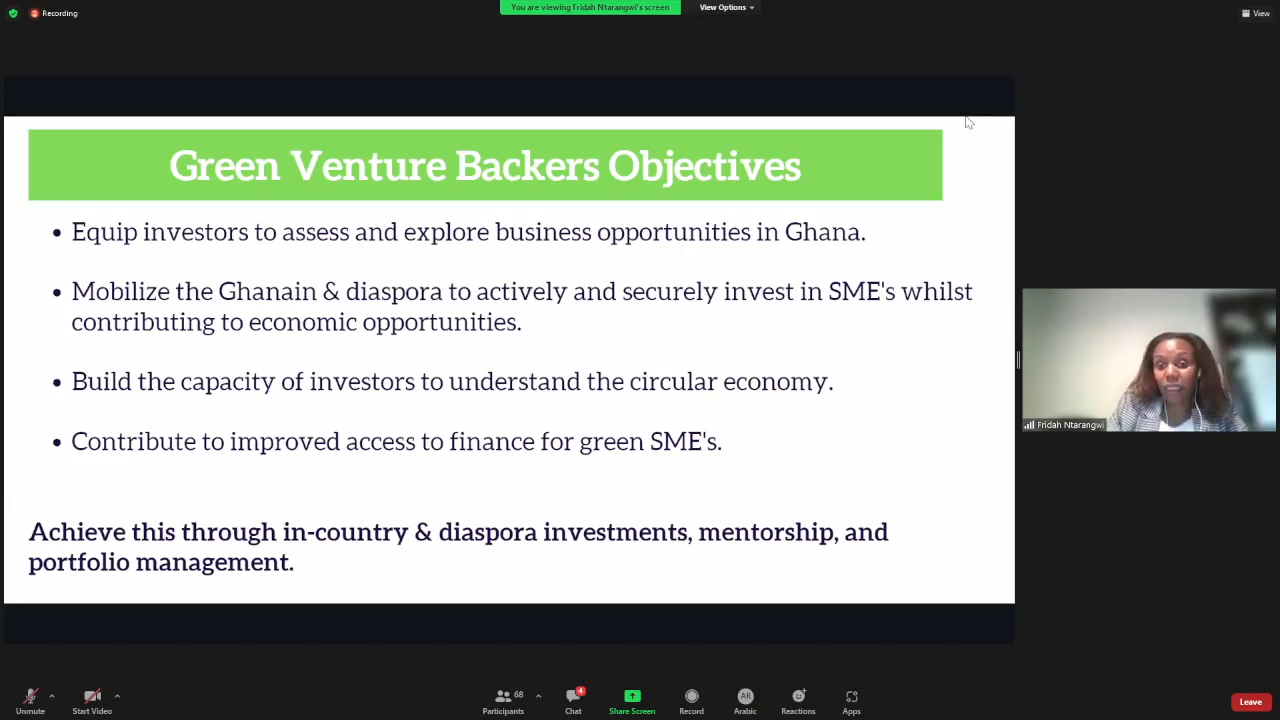 Recording
You are viewing Fridah Ntarangwi's screen
View Options
View
Green Venture Backers Objectives
• Equip investors to assess and explore business opportunities in Ghana.
• Mobilize the Ghanain & diaspora to actively and securely invest in SME's whilst
contributing to economic opportunities.
• Build the capacity of investors to understand the circular economy.
• Contribute to improved access to finance for green SME's.
Achieve this through in-country & diaspora investments, mentorship, and
portfolio management.
Fridah Ntarangwi
Unmute
Start Video
68
Participants
4
Chat
Share Screen
Record
AR
Arabic
Reactions
Apps
Leave